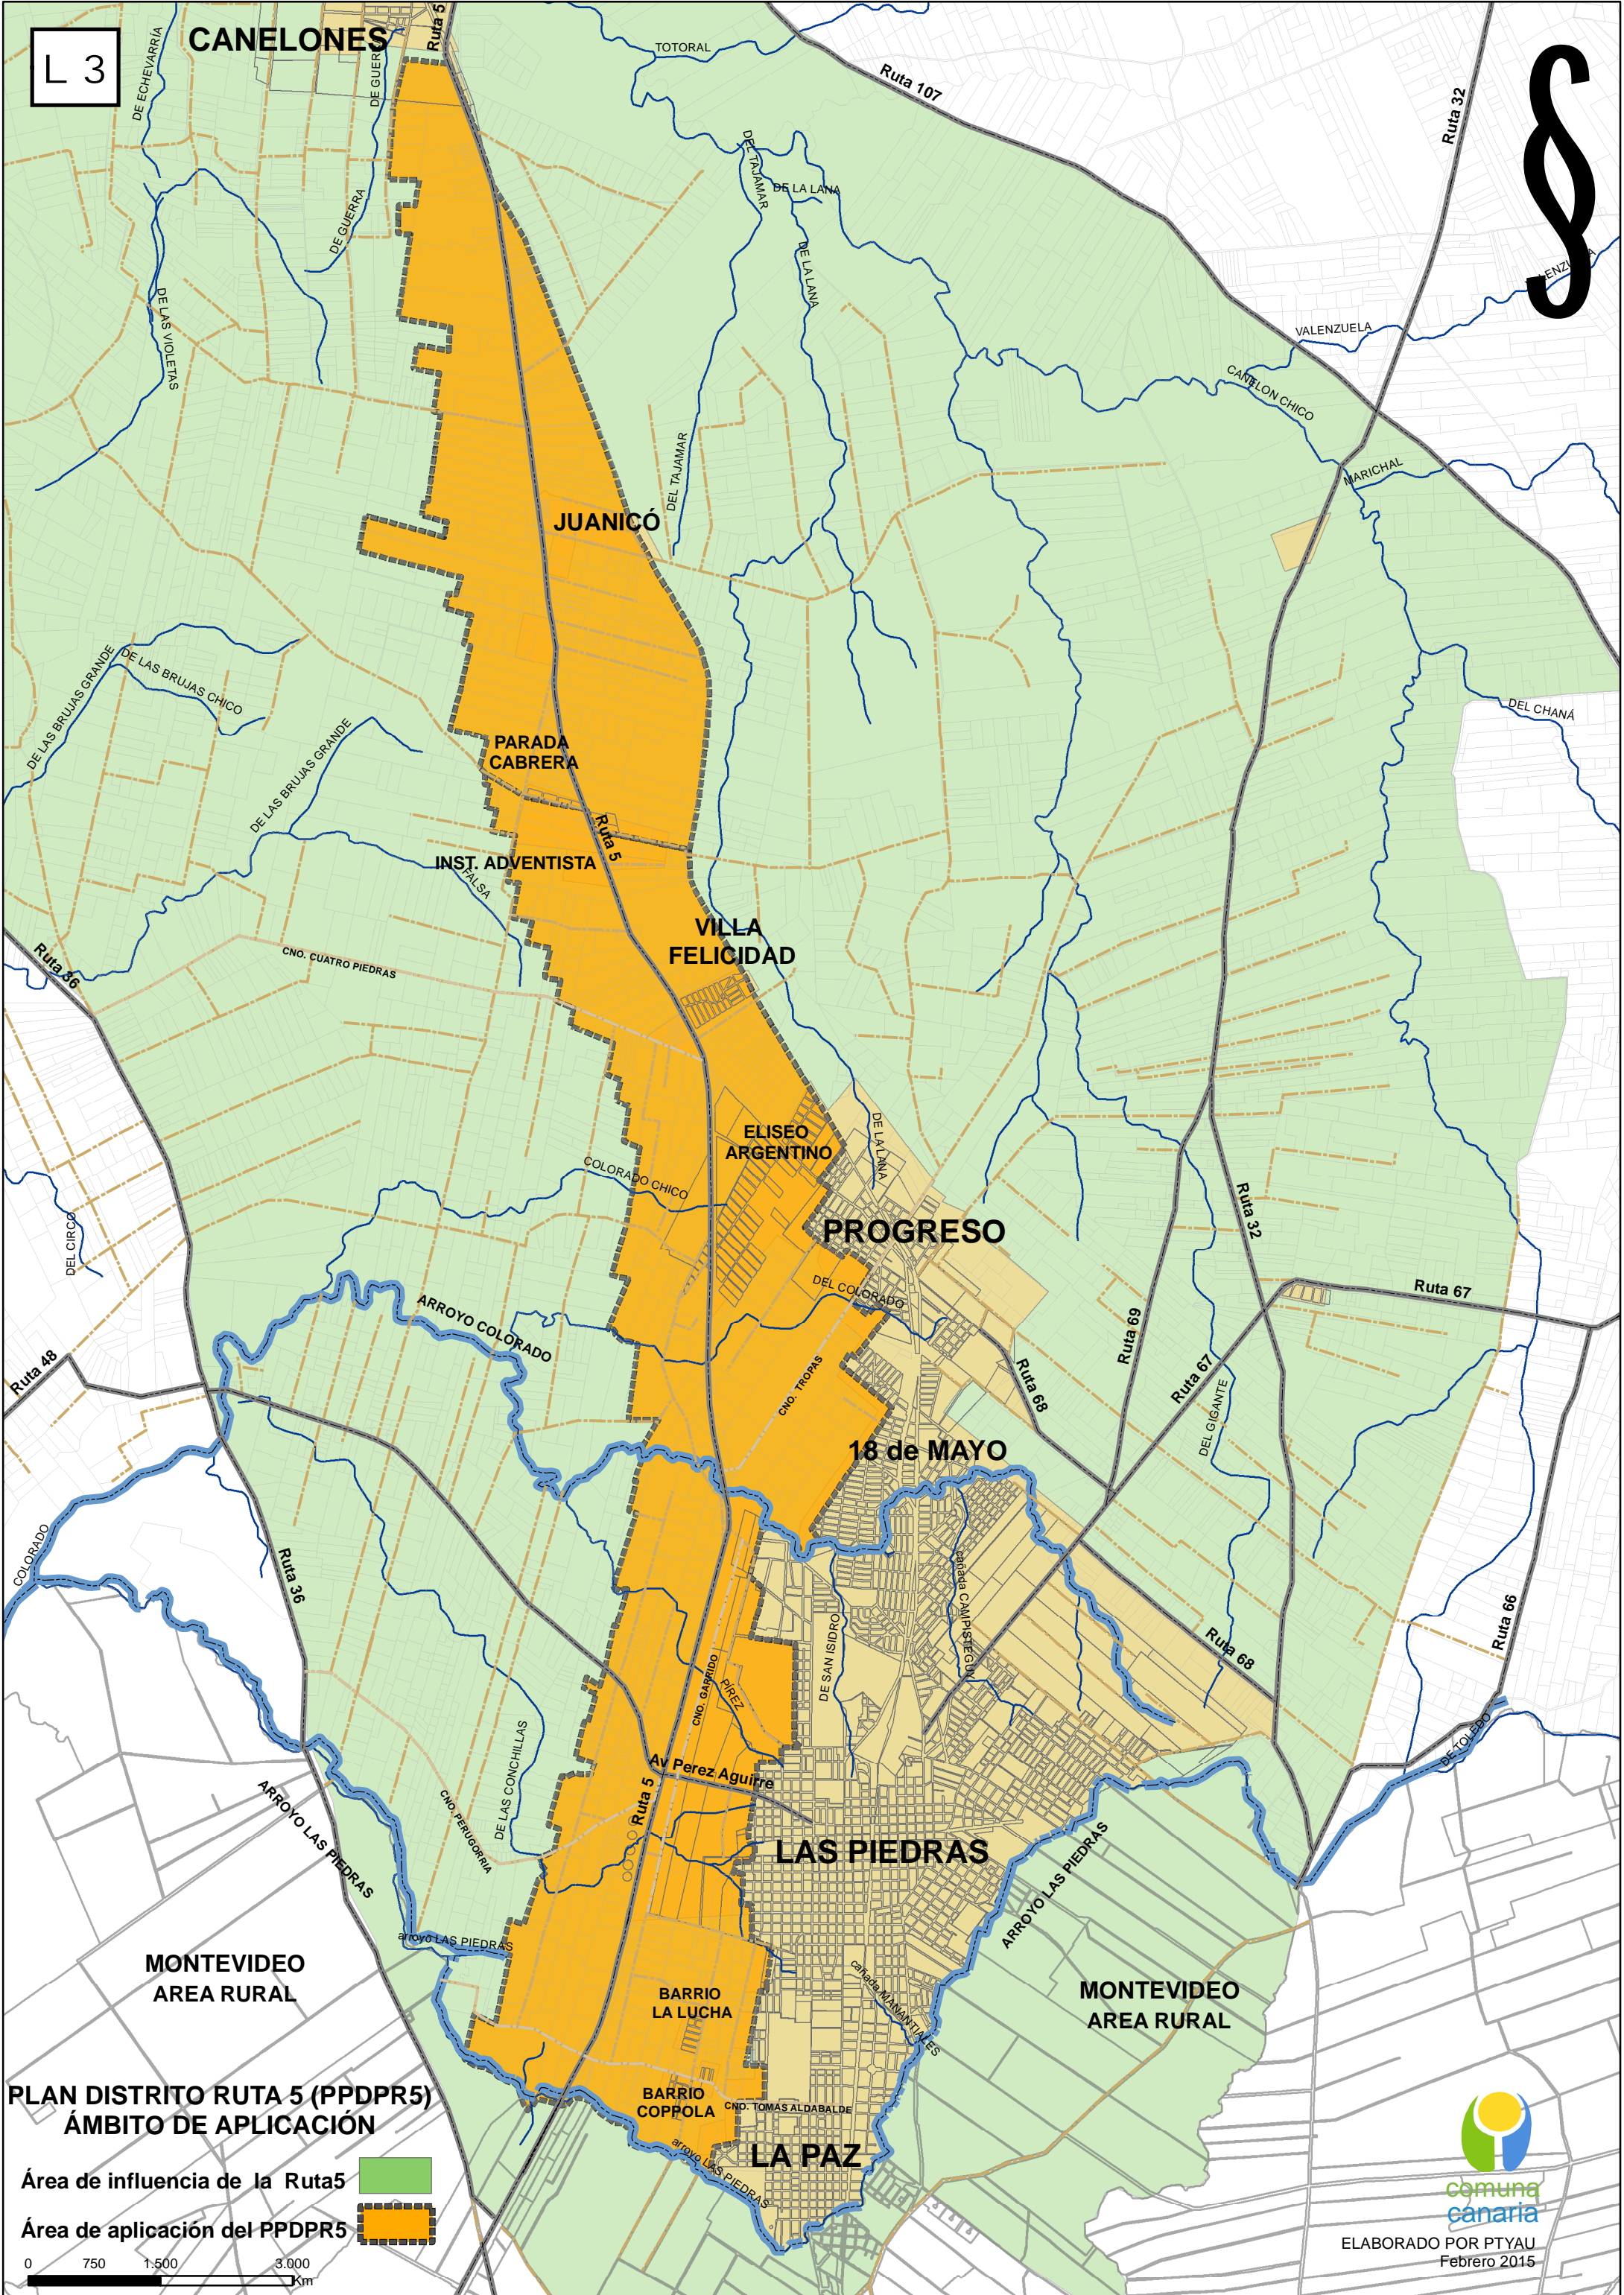 L 3
CANELONES
Ruta 5
DE ECHEVARRÍA
DE GUERRA
TOTORAL
Ruta 107
Ruta 32
§
DEL TAJAMAR
DE LA LANA
DE GUERRA
DE LA LANA
DE LAS VIOLETAS
VALENZUELA
CANELON CHICO
MARICHAL
DEL TAJAMAR
JUANICÓ
DE LAS BRUJAS GRANDE
DE LAS BRUJAS CHICO
DEL CHANÁ
DE LAS BRUJAS GRANDE
PARADA
CABRERA
Ruta 5
INST. ADVENTISTA
FALSA
VILLA
FELICIDAD
Ruta 36
CNO. CUATRO PIEDRAS
ELISEO
ARGENTINO
DE LA LANA
COLORADO CHICO
PROGRESO
Ruta 32
DEL CIRCO
DEL COLORADO
Ruta 67
ARROYO COLORADO
Ruta 69
Ruta 48
CNO. TROPAS
Ruta 68
Ruta 67
DEL GIGANTE
18 de MAYO
COLORADO
Ruta 36
cañada CAMPISTEGUY
DE SAN ISIDRO
Ruta 66
Ruta 68
CNO. GARRIDO
PÍREZ
DE TOLEDO
Av Perez Aguirre
DE LAS CONCHILLAS
Ruta 5
ARROYO LAS PIEDRAS
CNO. PERUGORRIA
LAS PIEDRAS
ARROYO LAS PIEDRAS
arroyo LAS PIEDRAS
MONTEVIDEO
AREA RURAL
BARRIO
LA LUCHA
cañada MANANTIALES
MONTEVIDEO
AREA RURAL
BARRIO
COPPOLA
CNO. TOMAS ALDABALDE
LA PAZ
arroyo LAS PIEDRAS
PLAN DISTRITO RUTA 5 (PPDPR5)
ÁMBITO DE APLICACIÓN
Área de influencia de la Ruta5
Área de aplicación del PPDPR5
0 750 1.500 3.000
Km
comuna
canaria
ELABORADO POR PTYAU
Febrero 2015